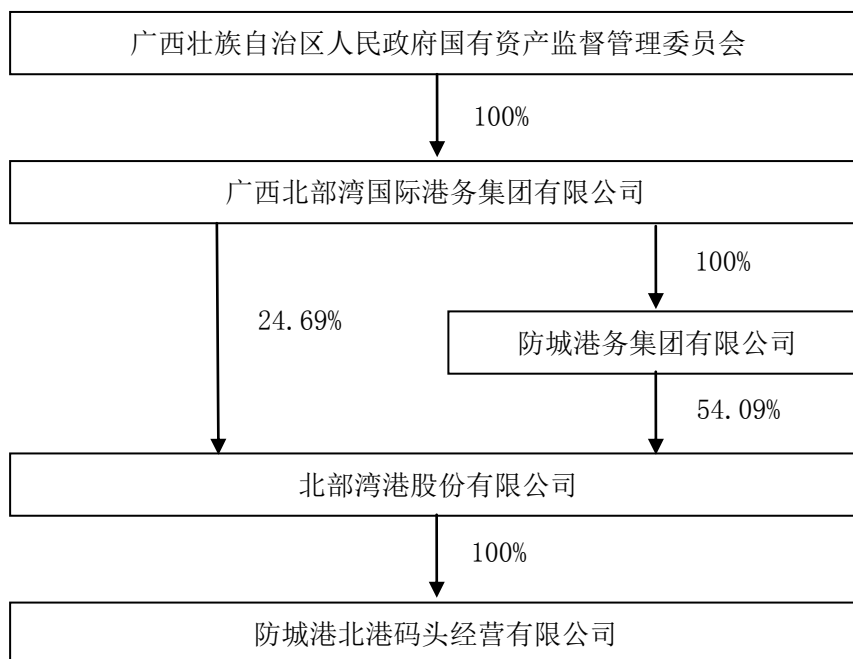 广西壮族自治区人民政府国有资产监督管理委员会
100%
广西北部湾国际港务集团有限公司
100%
24.69%
防城港务集团有限公司
54.09%
北部湾港股份有限公司
100%
防城港北港码头经营有限公司